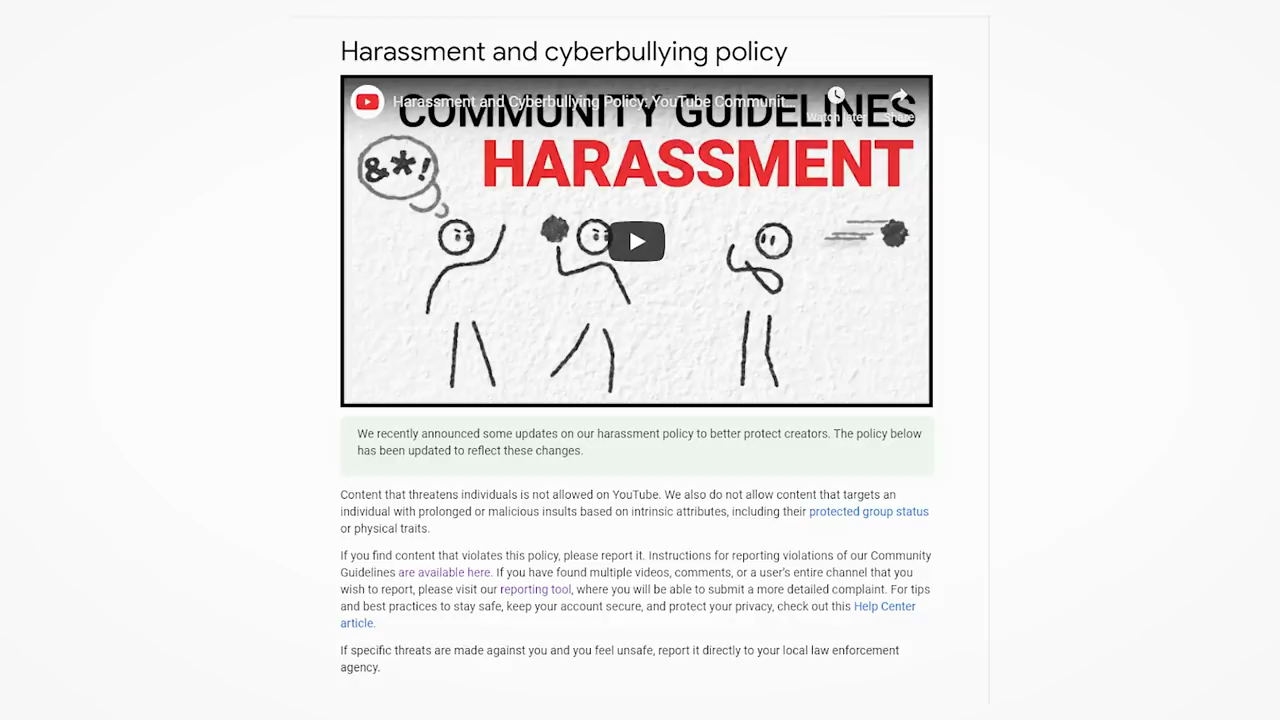 Harassment and cyberbullying policy
Harassment and Cyberbullying Policy: YouTube Communit...
Watch later
Share
COMMUNITY GUIDELINES
HARASSMENT
&*!
We recently announced some updates on our harassment policy to better protect creators. The policy below
has been updated to reflect these changes.
Content that threatens individuals is not allowed on YouTube. We also do not allow content that targets an
individual with prolonged or malicious insults based on intrinsic attributes, including their protected group status
or physical traits.
If you find content that violates this policy, please report it. Instructions for reporting violations of our Community
Guidelines are available here. If you have found multiple videos, comments, or a user's entire channel that you
wish to report, please visit our reporting tool, where you will be able to submit a more detailed complaint. For tips
and best practices to stay safe, keep your account secure, and protect your privacy, check out this Help Center
article.
If specific threats are made against you and you feel unsafe, report it directly to your local law enforcement
agency.